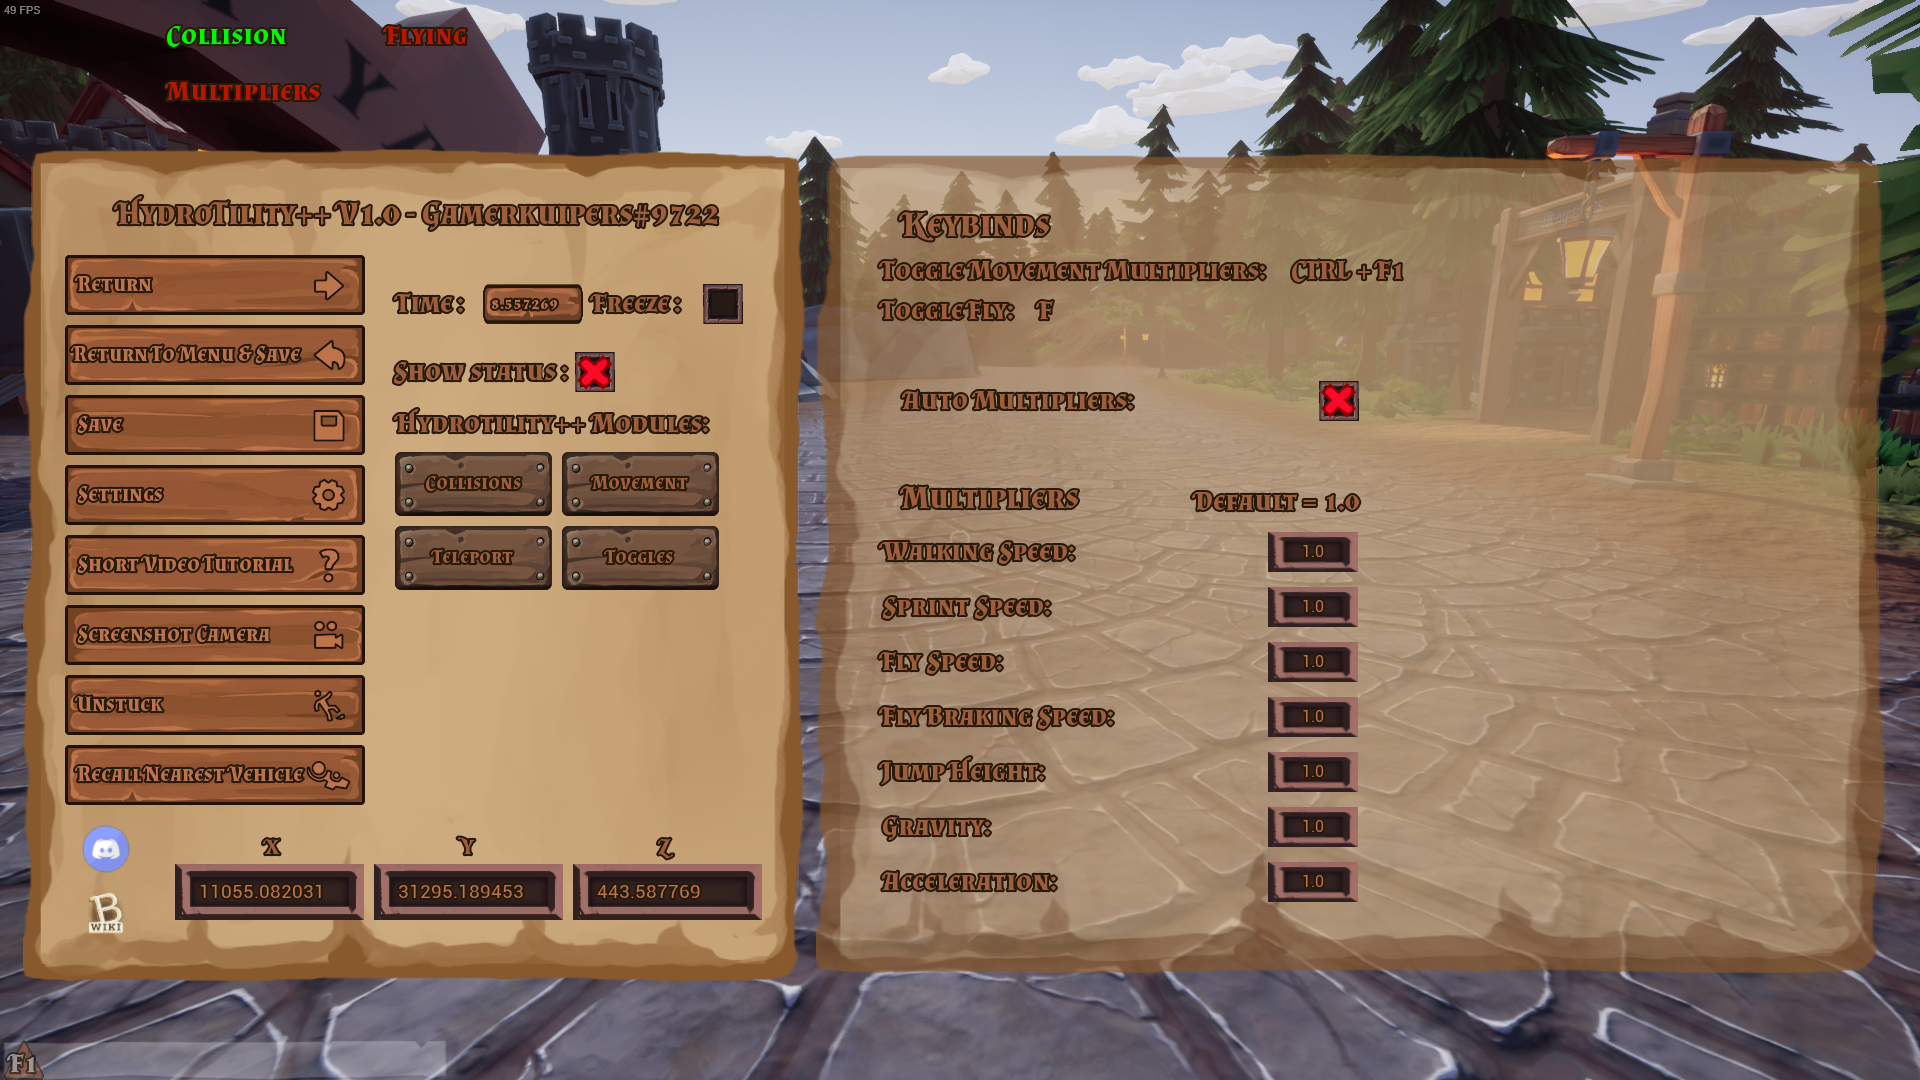 49 FPS
Collision
Flying
Multipliers
HydroTility++ V1.0 - Gamerkuipers#9722
Return
Return To Menu & Save
Save
Settings
Short Video Tutorial
Screenshot Camera
Unstuck
Recall Nearest Vehicle
Time: 8.557269 Freeze:
Show status:
Hydrotility++ Modules:
Collisions
Movement
Teleport
Toggles
X
Y
Z
11055.082031
31295.189453
443.587769
WIKI
Keybinds
Toggle Movement Multipliers: CTRL + F1
Toggle Fly: F
Auto Multipliers:
Multipliers
Default = 1.0
Walking Speed: 1.0
Sprint Speed: 1.0
Fly Speed: 1.0
Fly Braking Speed: 1.0
Jump Height: 1.0
Gravity: 1.0
Acceleration: 1.0
F1